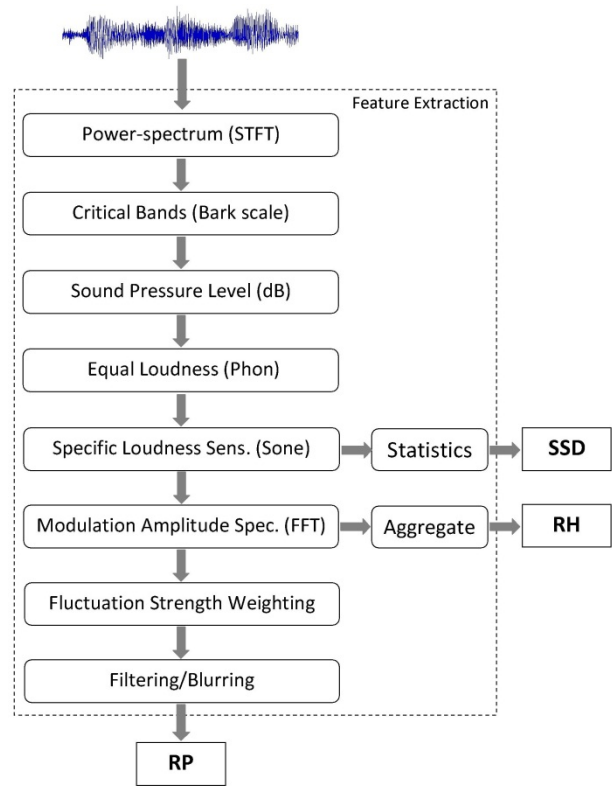 Feature Extraction
Power-spectrum (STFT)
Critical Bands (Bark scale)
Sound Pressure Level (dB)
Equal Loudness (Phon)
Specific Loudness Sens. (Sone)
Statistics
SSD
Modulation Amplitude Spec. (FFT)
Aggregate
RH
Fluctuation Strength Weighting
Filtering/Blurring
RP